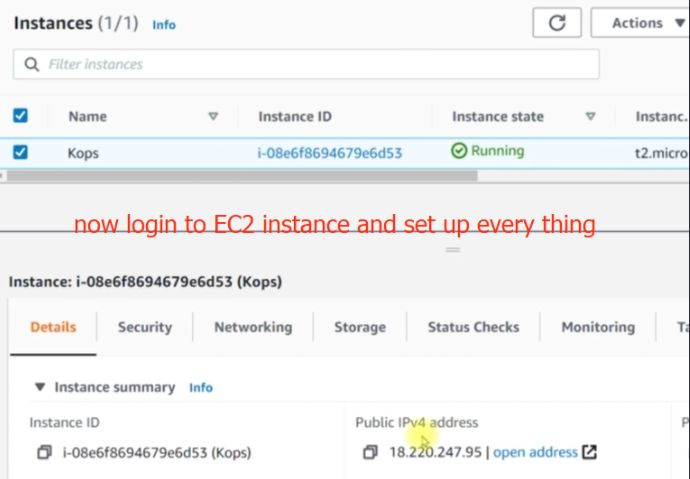 Instances (1/1) Info
Actions
Filter instances
Name Instance ID Instance state Instanc.
Kops i-08e6f8694679e6d53 Running t2.micro
now login to EC2 instance and set up every thing
Instance: i-08e6f8694679e6d53 (Kops)
Details Security Networking Storage Status Checks Monitoring Ta
Instance summary Info
Instance ID Public IPv4 address P
i-08e6f8694679e6d53 (Kops) 18.220.247.95 | open address